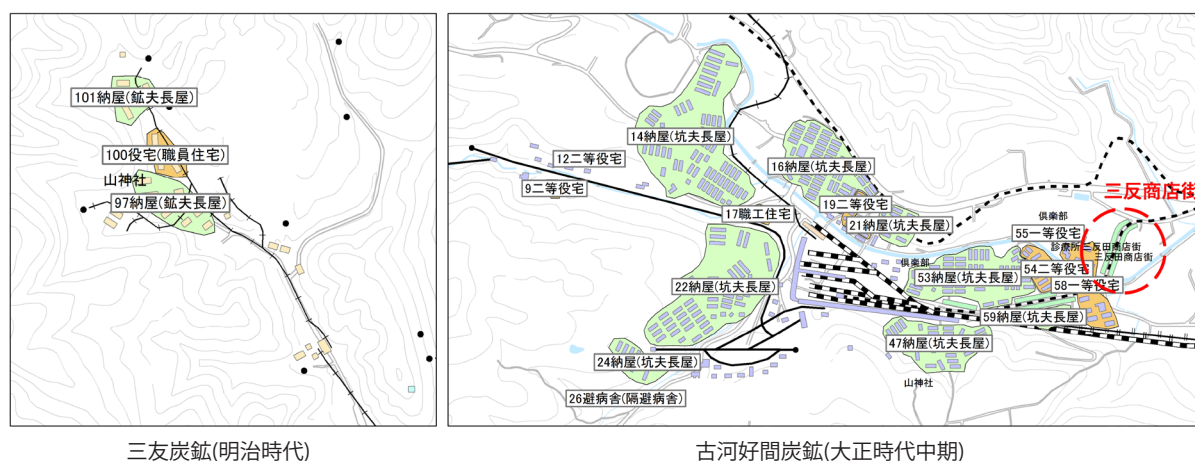 101納屋(鉱夫長屋)
100役宅(職員住宅)
山神社
97納屋(鉱夫長屋)
三友炭鉱(明治時代)
14納屋(坑夫長屋)
12二等役宅
16納屋(坑夫長屋)
9二等役宅
19二等役宅
17職工住宅
21納屋(坑夫長屋)
三反商店街
倶楽部
55一等役宅
診療所
三反田商店街
三反田商店街
倶楽部
54二等役宅
53納屋(坑夫長屋)
58一等役宅
22納屋(坑夫長屋)
59納屋(坑夫長屋)
47納屋(坑夫長屋)
24納屋(坑夫長屋)
山神社
26避病舎(隔避病舎)
古河好間炭鉱(大正時代中期)